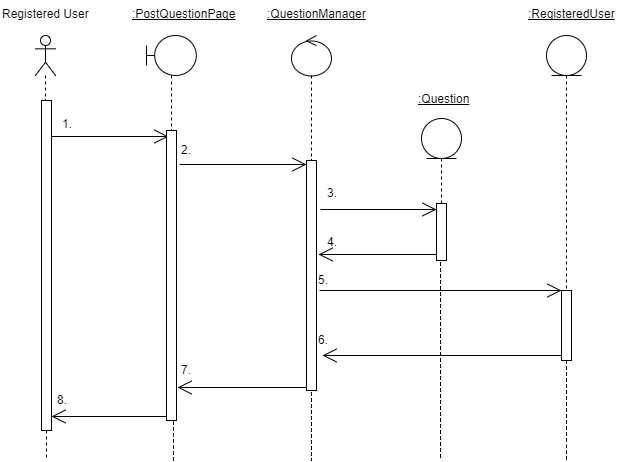 Registered User
:PostQuestionPage
:QuestionManager
:RegisteredUser
:Question
1.
2.
3.
4.
5.
6.
7.
8.